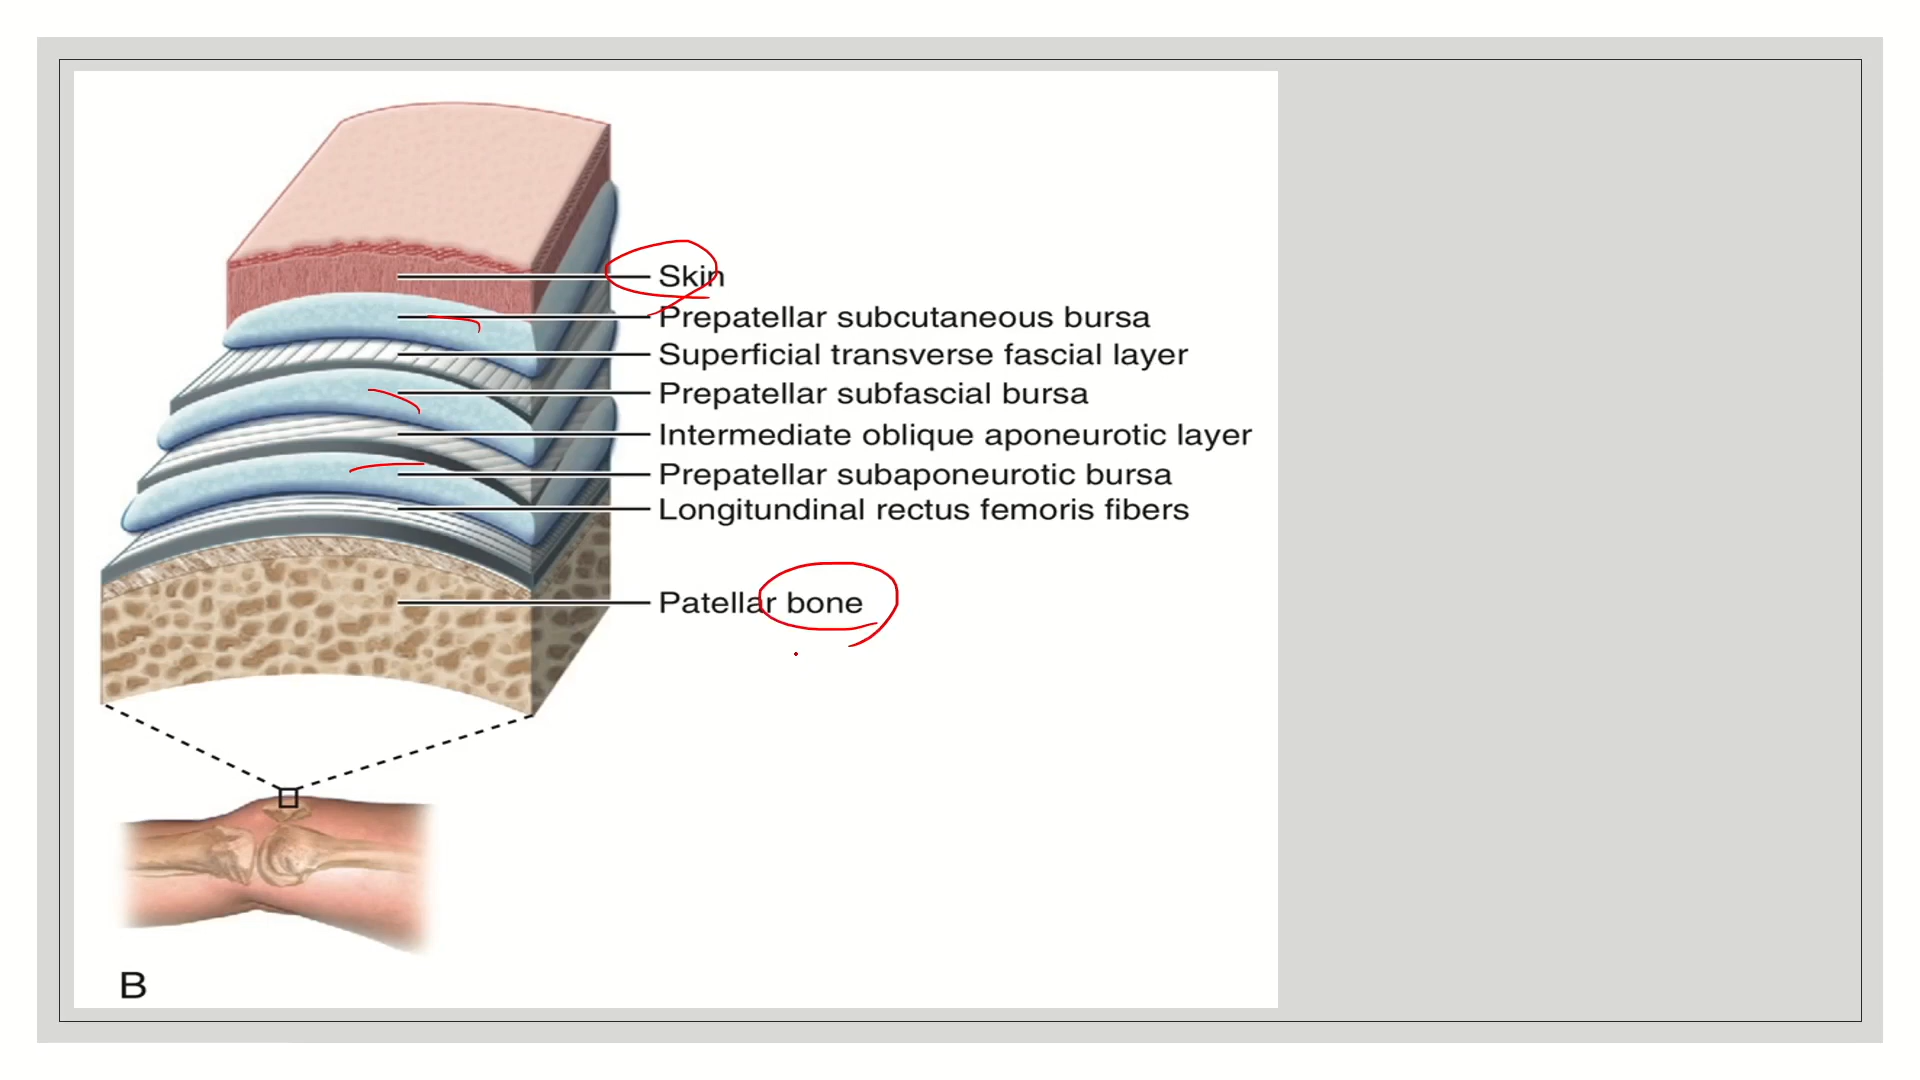 Skin
Prepatellar subcutaneous bursa
Superficial transverse fascial layer
Prepatellar subfascial bursa
Intermediate oblique aponeurotic layer
Prepatellar subaponeurotic bursa
Longitundinal rectus femoris fibers
Patellar bone
B